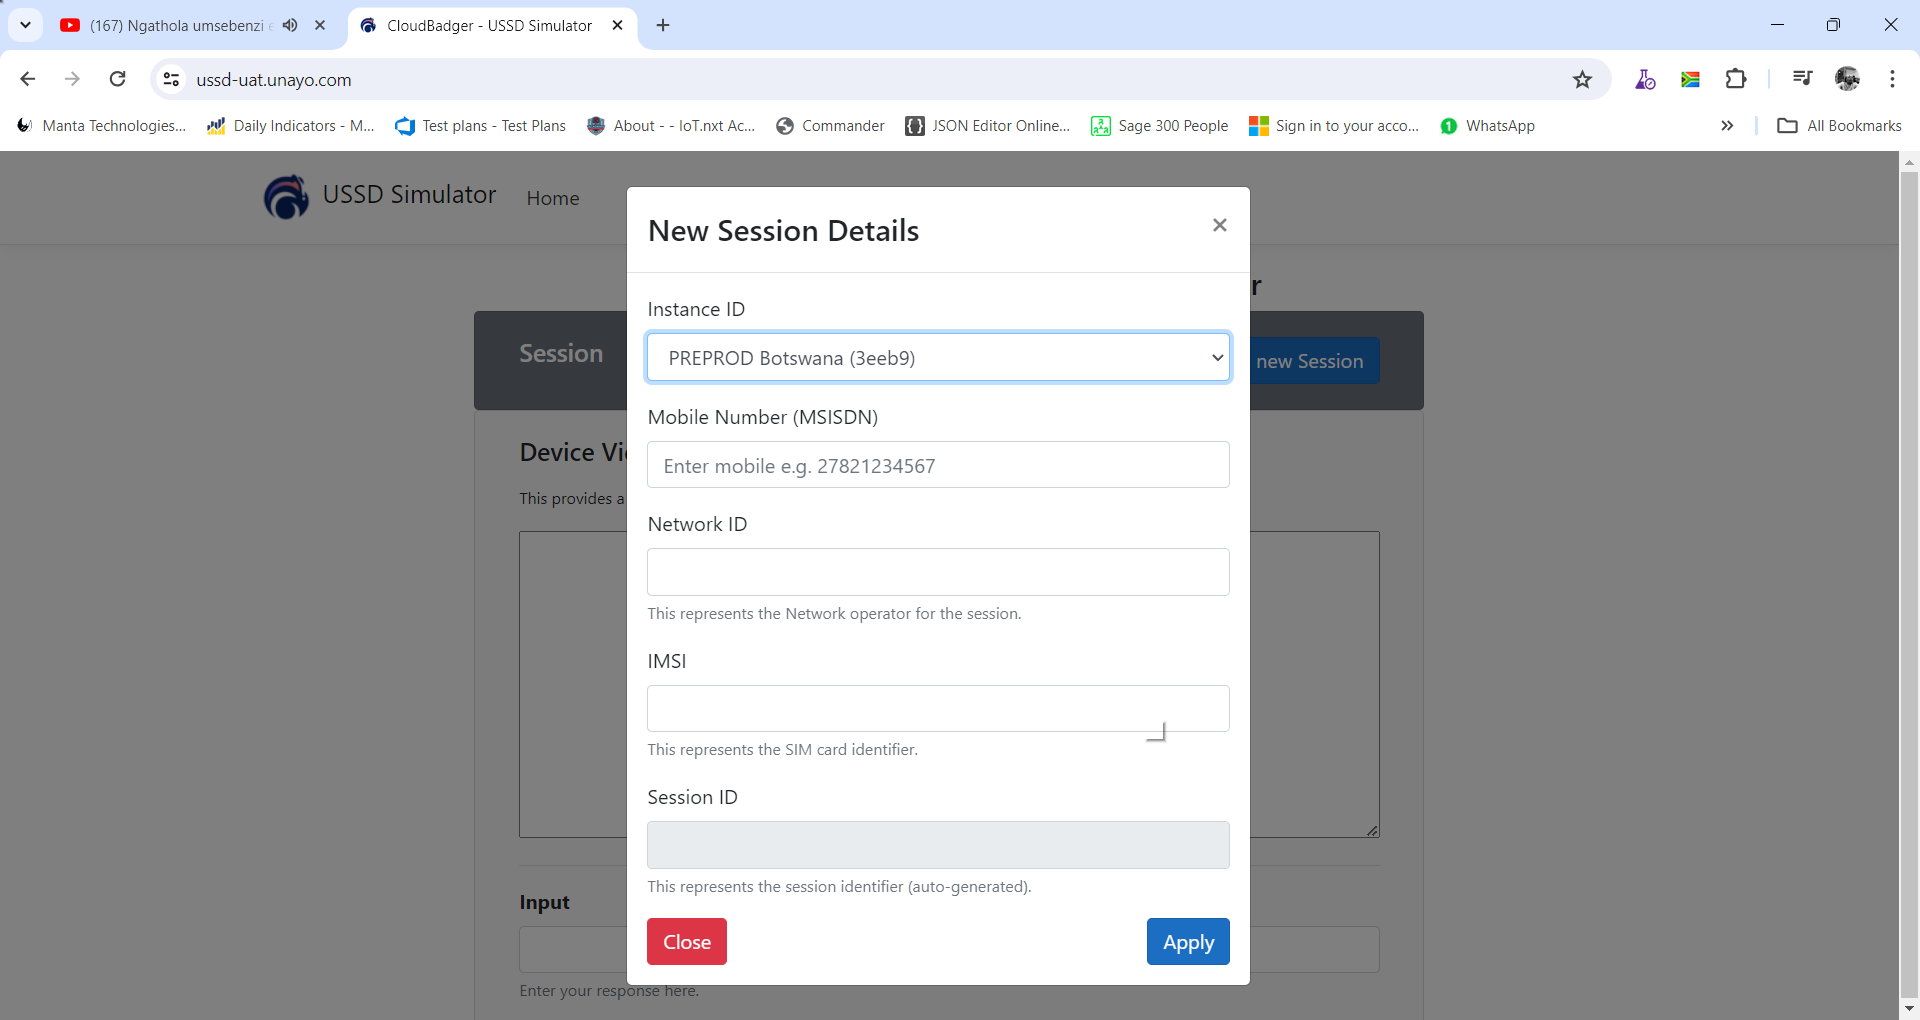 (167) Ngathola umsebenzi e
CloudBadger - USSD Simulator
ussd-uat.unayo.com
Manta Technologies...
Daily Indicators - M...
Test plans - Test Plans
About - - IoT.nxt Ac...
Commander
JSON Editor Online...
Sage 300 People
Sign in to your acco...
1 WhatsApp
All Bookmarks
USSD Simulator
Home
New Session Details
r
Session
new Session
Instance ID
PREPROD Botswana (3eeb9)
Mobile Number (MSISDN)
Device Vi
Enter mobile e.g. 27821234567
This provides a
Network ID
This represents the Network operator for the session.
IMSI
This represents the SIM card identifier.
Session ID
This represents the session identifier (auto-generated).
Input
Close
Apply
Enter your response here.